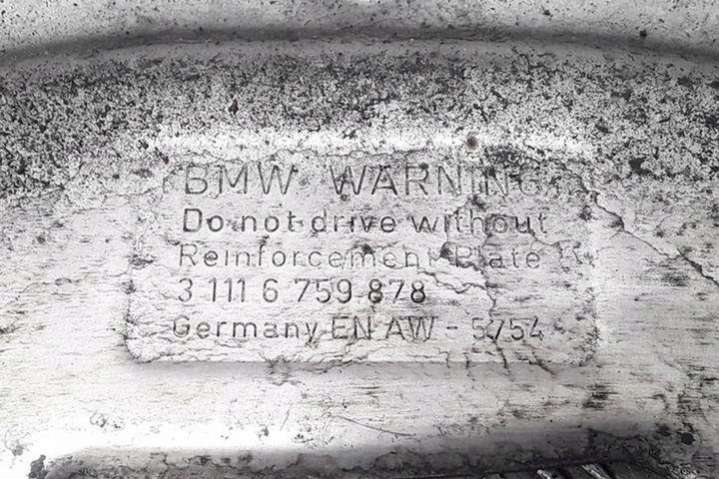 BMW WARNING
Do not drive without
Reinforcement Plate
3 111 6 759 878
Germany EN AW - 5754